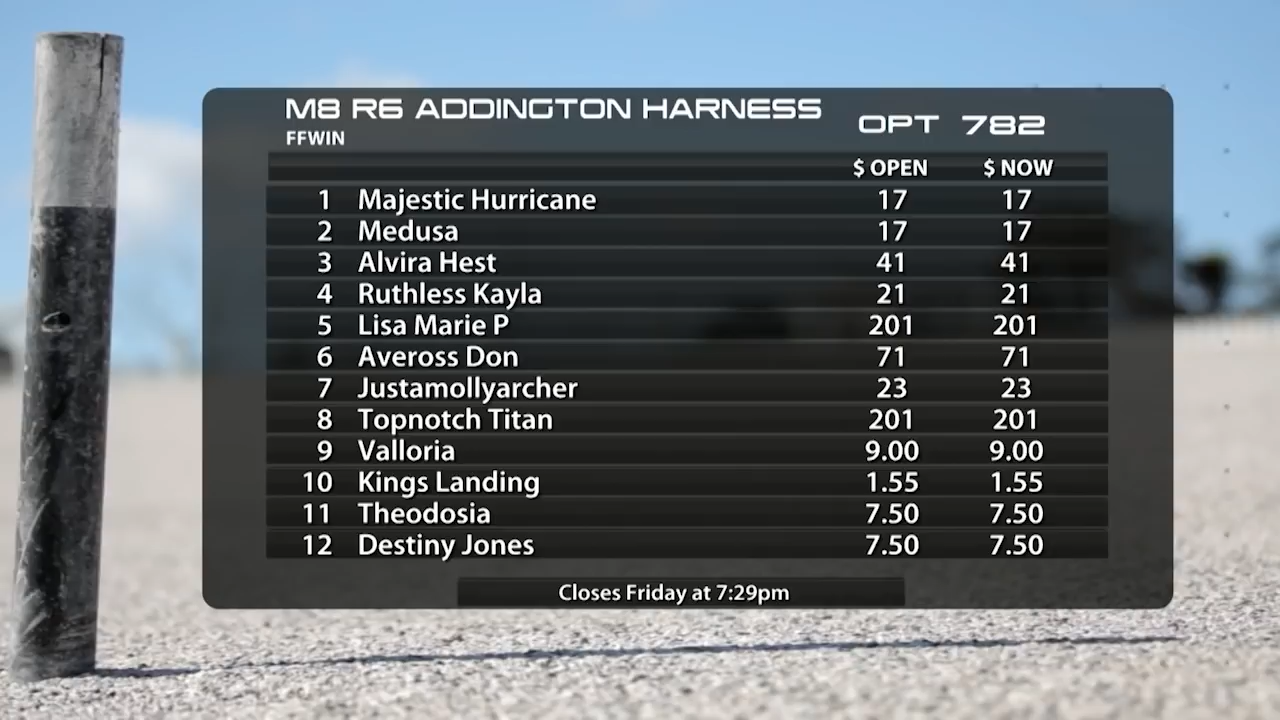 M8 R6 ADDINGTON HARNESS OPT 782
FFWIN
$ OPEN $ NOW
1 Majestic Hurricane 17 17
2 Medusa 17 17
3 Alvira Hest 41 41
4 Ruthless Kayla 21 21
5 Lisa Marie P 201 201
6 Aveross Don 71 71
7 Justamollyarcher 23 23
8 Topnotch Titan 201 201
9 Valloria 9.00 9.00
10 Kings Landing 1.55 1.55
11 Theodosia 7.50 7.50
12 Destiny Jones 7.50 7.50
Closes Friday at 7:29pm